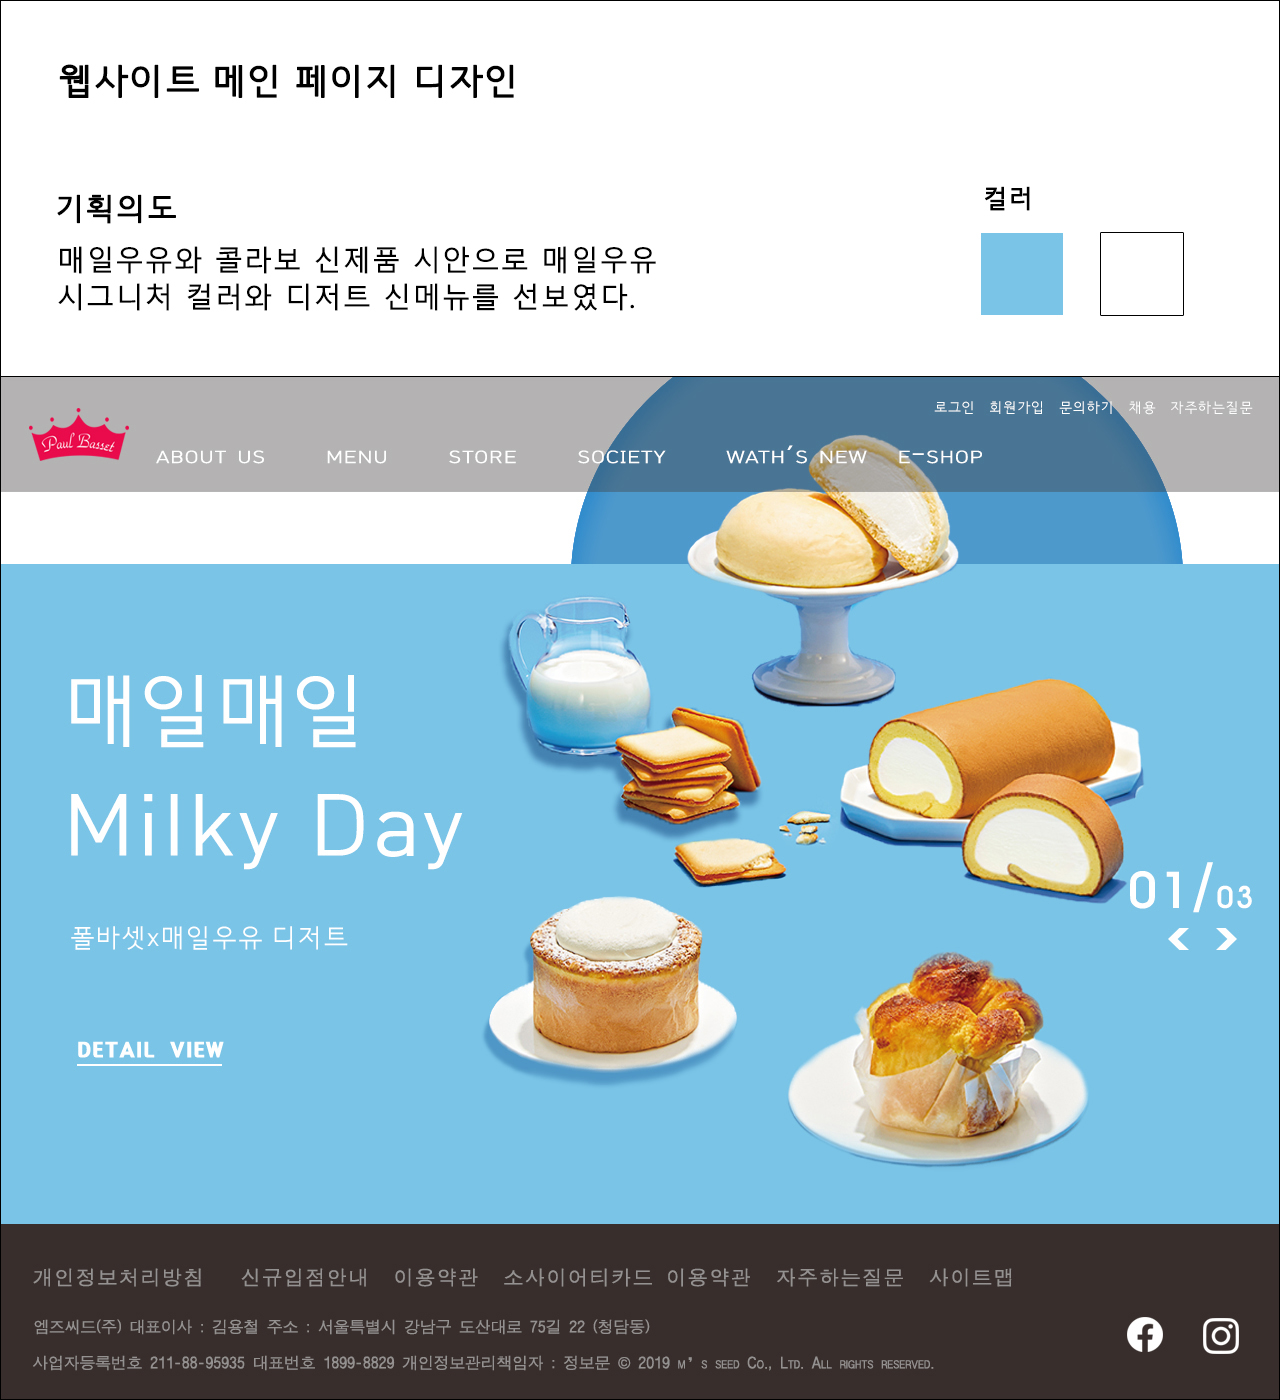 웹사이트 메인 페이지 디자인
기획의도
컬러
매일우유와 콜라보 신제품 시안으로 매일우유
시그니처 컬러와 디저트 신메뉴를 선보였다.
로그인 회원가입 문의하기 채용 자주하는질문
Paul Basset
ABOUT US MENU STORE SOCIETY WATH´S NEW E-SHOP
매일매일
Milky Day
01/03
폴바셋x매일우유 디저트
DETAIL VIEW
개인정보처리방침 신규입점안내 이용약관 소사이어티카드 이용약관 자주하는질문 사이트맵
엠즈씨드(주) 대표이사 : 김용철 주소 : 서울특별시 강남구 도산대로 75길 22 (청담동)
사업자등록번호 211-88-95935 대표번호 1899-8829 개인정보관리책임자 : 정보문 © 2019 M’S SEED Co., Ltd. All RIGHTS RESERVED.